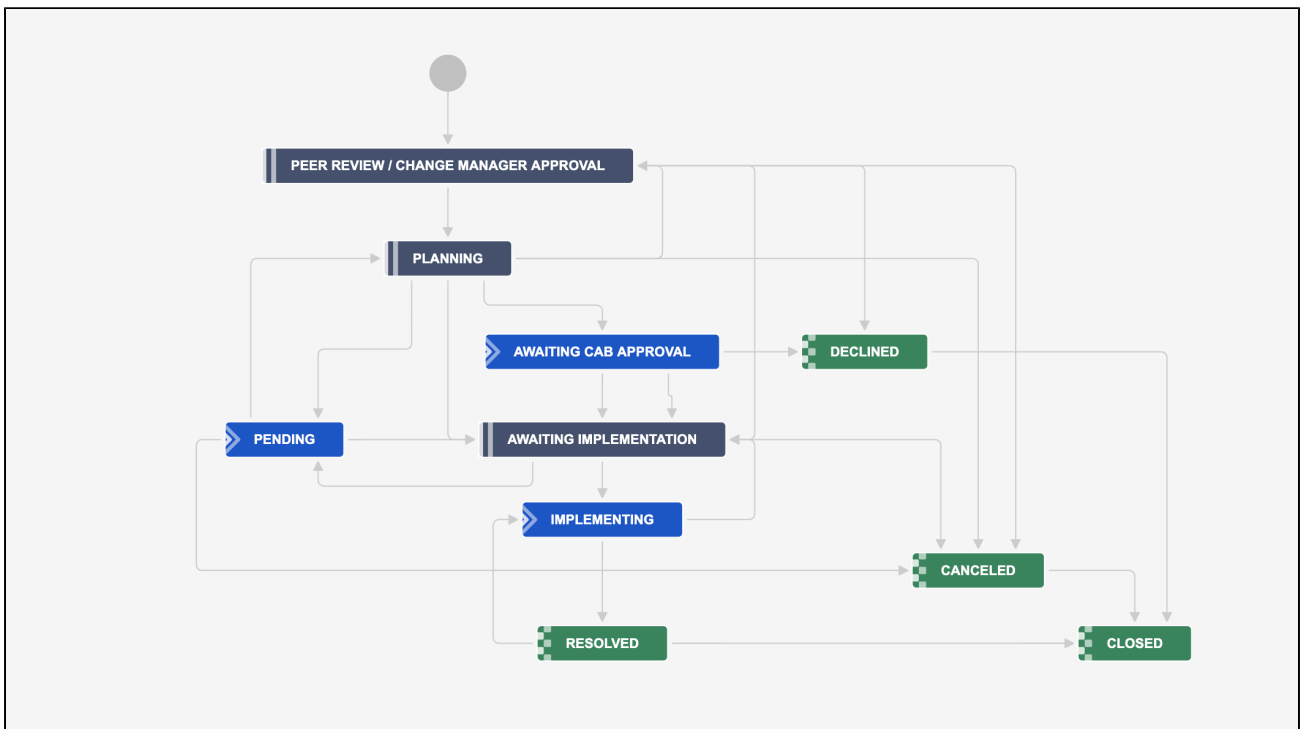 PEER REVIEW / CHANGE MANAGER APPROVAL
PLANNING
AWAITING CAB APPROVAL
DECLINED
PENDING
AWAITING IMPLEMENTATION
IMPLEMENTING
CANCELED
RESOLVED
CLOSED